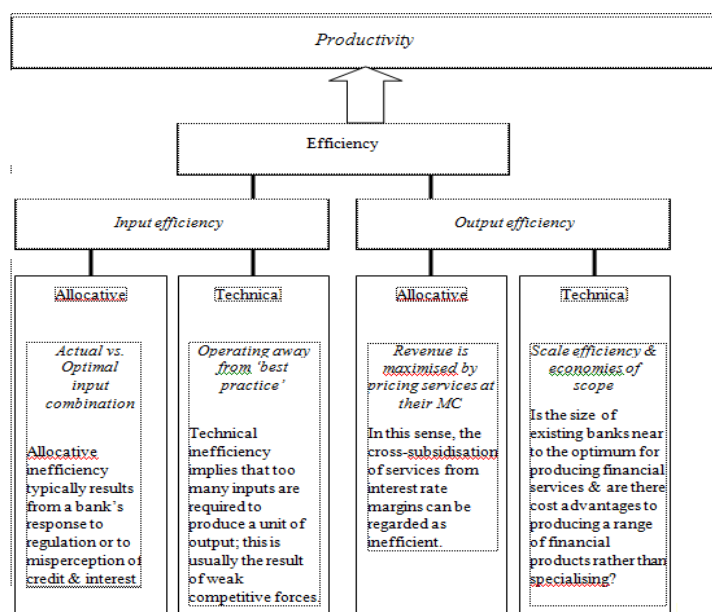 Productivity
Efficiency
Input efficiency
Output efficiency
Allocative
Actual vs.
Optimal
input
combination
Allocative
inefficiency
typically results
from a bank's
response to
regulation or to
misperception of
credit & interest
Technical
Operating away
from 'best
practice'
Technical
inefficiency
implies that too
many inputs are
required to
produce a unit of
output; this is
usually the result
of weak
competitive forces.
Allocative
Revenue is
maximised by
pricing services at
their MC
In this sense, the
cross-subsidisation
of services from
interest rate
margins can be
regarded as
inefficient.
Technical
Scale efficiency &
economies of
scope
Is the size of
existing banks near
to the optimum for
producing financial
services & are there
cost advantages to
producing a range
of financial
products rather than
specialising?